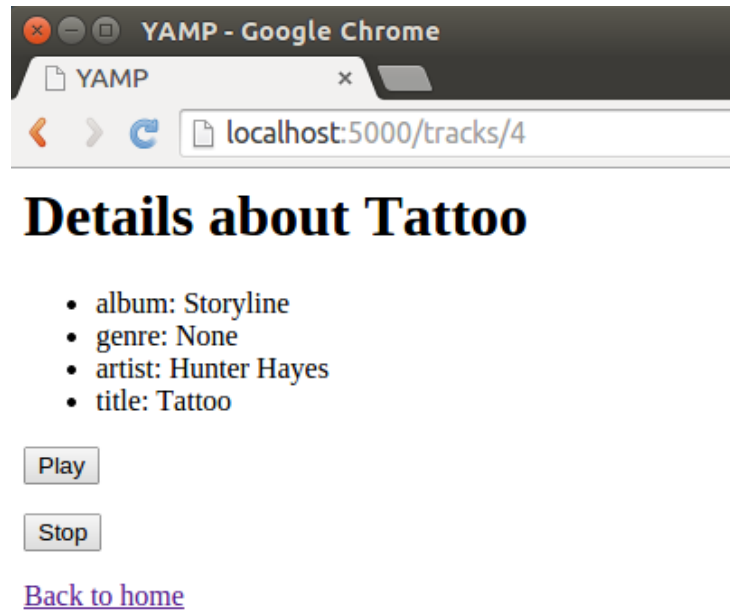 YAMP - Google Chrome
YAMP
localhost:5000/tracks/4
Details about Tattoo
album: Storyline
genre: None
artist: Hunter Hayes
title: Tattoo
Play
Stop
Back to home